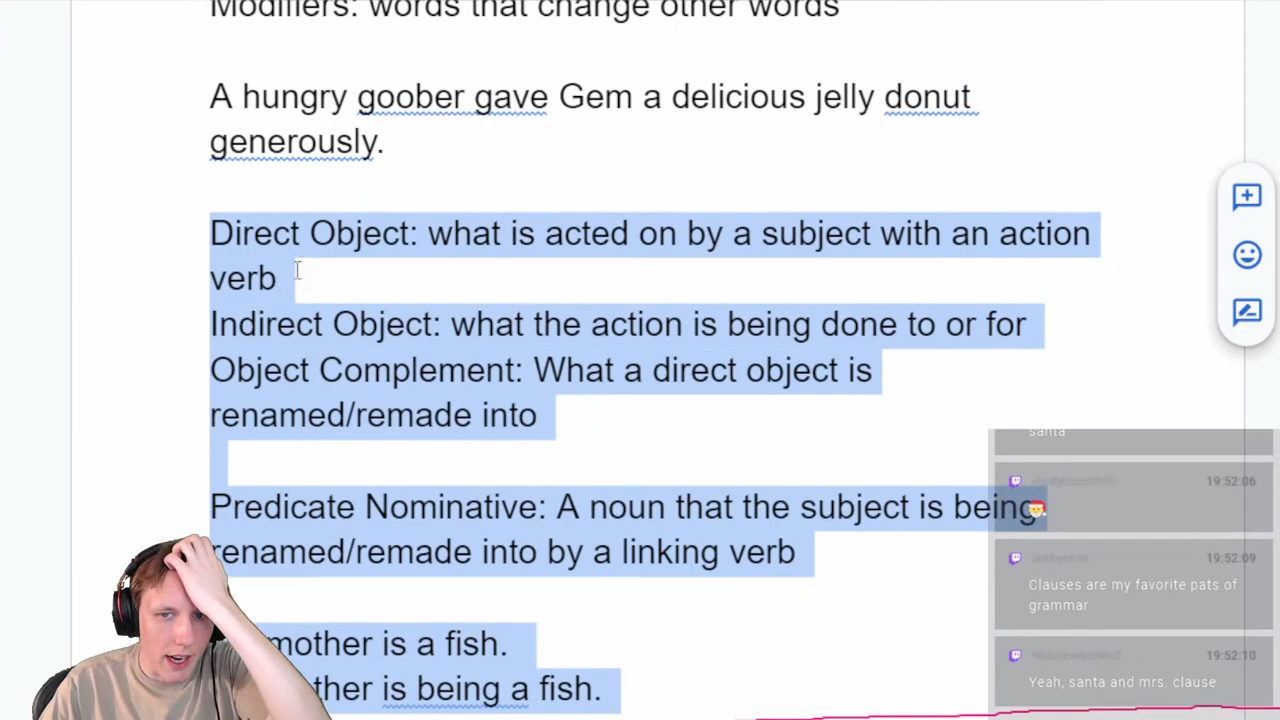 Modifiers: words that change other words
A hungry goober gave Gem a delicious jelly donut
generously.
Direct Object: what is acted on by a subject with an action
verb
Indirect Object: what the action is being done to or for
Object Complement: What a direct object is
renamed/remade into
Predicate Nominative: A noun that the subject is being
renamed/remade into by a linking verb
mother is a fish.
ther is being a fish.
santa
19:52:06
19:52:09
Clauses are my favorite pats of
grammar
19:52:10
Yeah, santa and mrs. clause